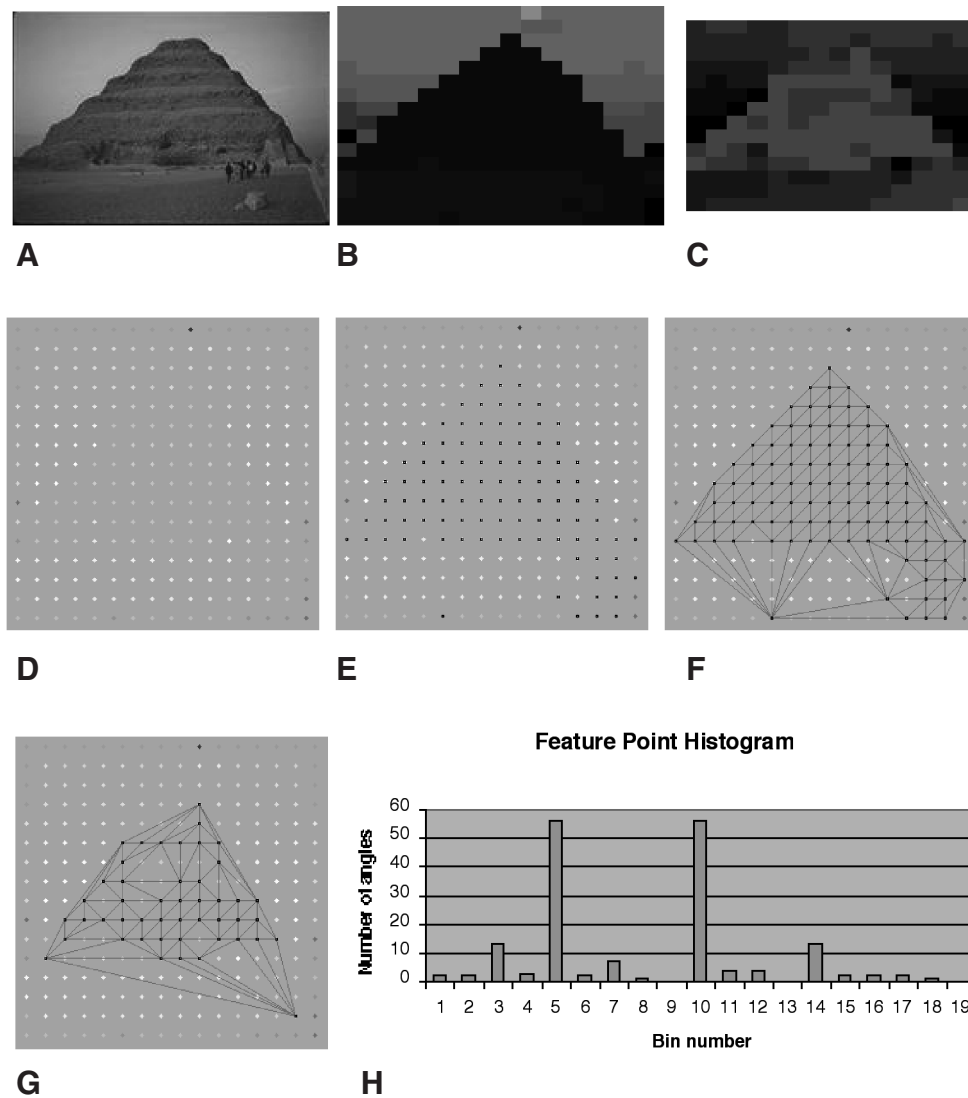 A
B
C
D
E
F
G
H
Feature Point Histogram
Number of angles
60
50
40
30
20
10
0
1 2 3 4 5 6 7 8 9 10 11 12 13 14 15 16 17 18 19
Bin number